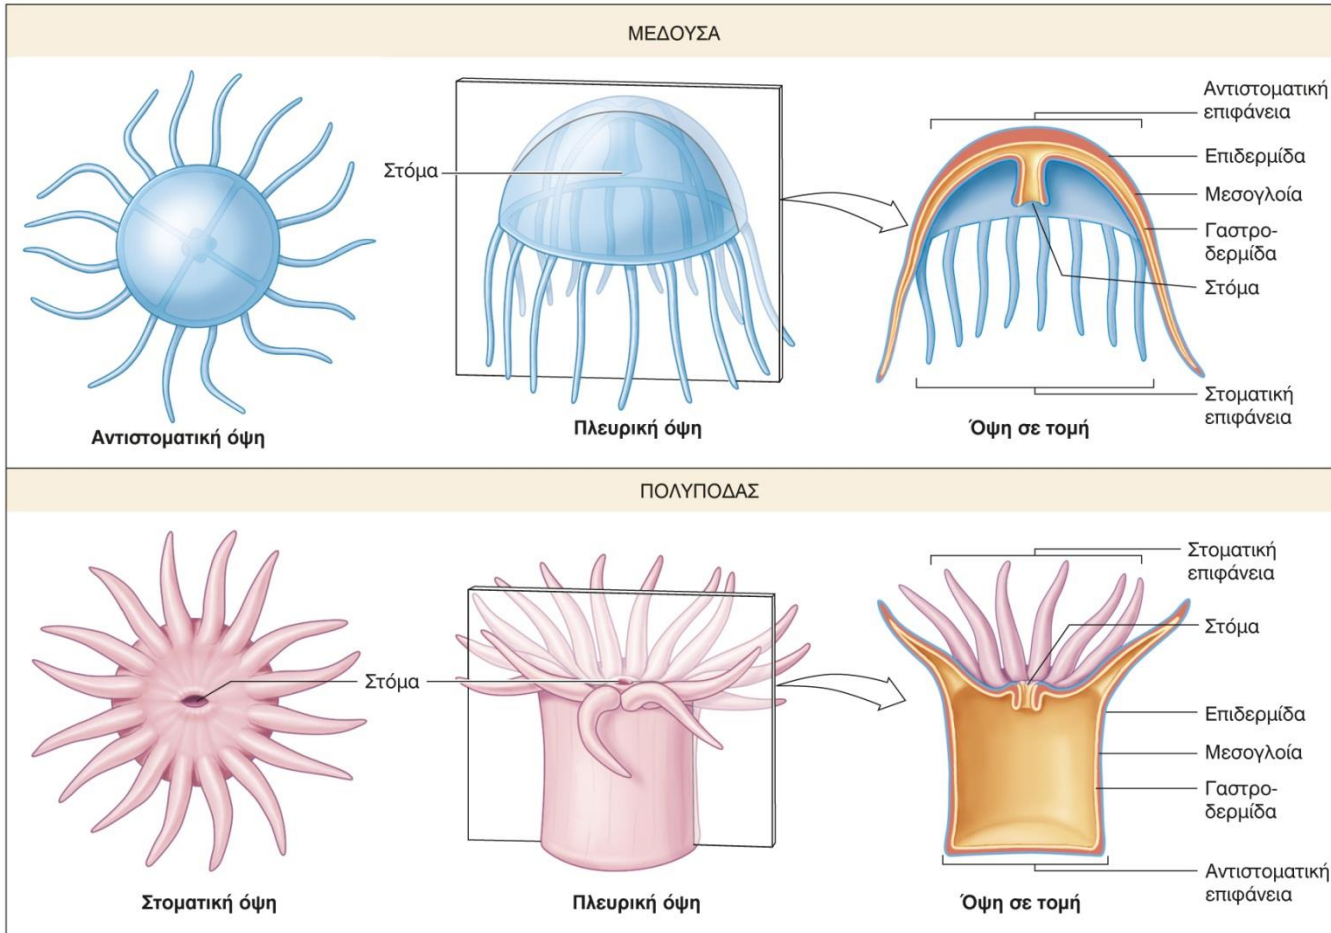 ΜΕΔΟΥΣΑ
Στόμα
Αντιστοματική
επιφάνεια
Επιδερμίδα
Μεσογλοία
Γαστρο-
δερμίδα
Στόμα
Στοματική
επιφάνεια
Αντιστοματική όψη
Πλευρική όψη
Όψη σε τομή
ΠΟΛΥΠΟΔΑΣ
Στόμα
Στοματική
επιφάνεια
Στόμα
Επιδερμίδα
Μεσογλοία
Γαστρο-
δερμίδα
Αντιστοματική
επιφάνεια
Στοματική όψη
Πλευρική όψη
Όψη σε τομή